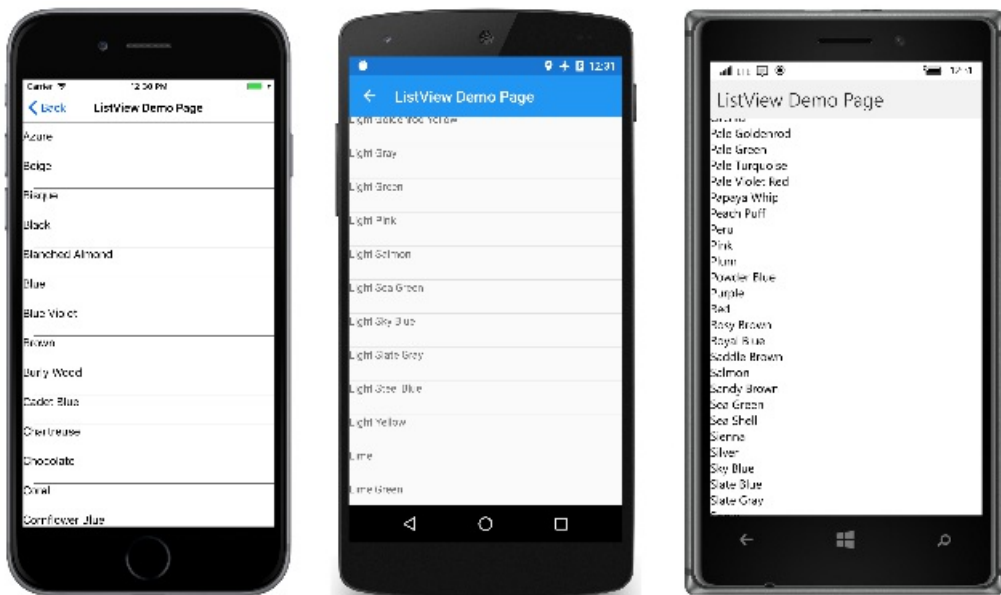 Carrier 12:30 PM
Back ListView Demo Page
Azure
Beige
Bisque
Black
Blanched Almond
Blue
Blue Violet
Brown
Burly Wood
Cadet Blue
Chartreuse
Chocolate
Coral
Cornflower Blue
12:31
ListView Demo Page
Light Goldenrod Yellow
Light Gray
Light Green
Light Pink
Light Salmon
Light Sea Green
Light Sky Blue
Light Slate Gray
Light Steel Blue
Light Yellow
Lime
Lime Green
LTE 12:31
ListView Demo Page
Pale Goldenrod
Pale Green
Pale Turquoise
Pale Violet Red
Papaya Whip
Peach Puff
Peru
Pink
Plum
Powder Blue
Purple
Red
Rosy Brown
Royal Blue
Saddle Brown
Salmon
Sandy Brown
Sea Green
Sea Shell
Sienna
Silver
Sky Blue
Slate Blue
Slate Gray